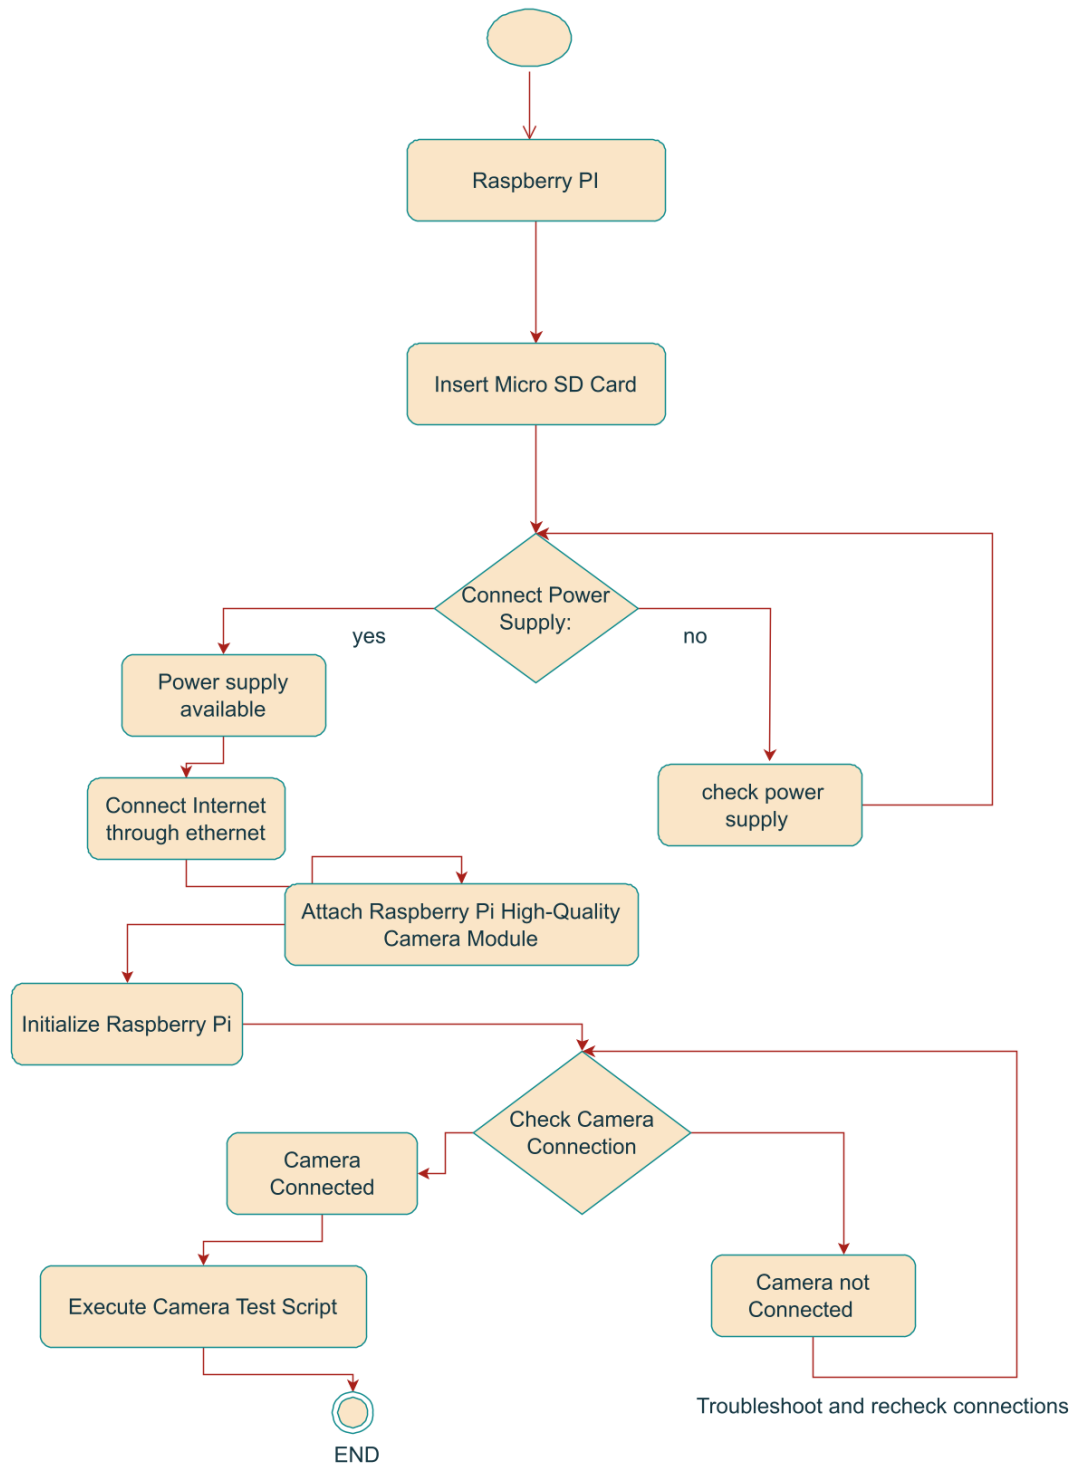 Raspberry PI
Insert Micro SD Card
Connect Power
Supply:
yes
no
Power supply
available
check power
supply
Connect Internet
through ethernet
Attach Raspberry Pi High-Quality
Camera Module
Initialize Raspberry Pi
Check Camera
Connection
Camera
Connected
Camera not
Connected
Execute Camera Test Script
Troubleshoot and recheck connections
END